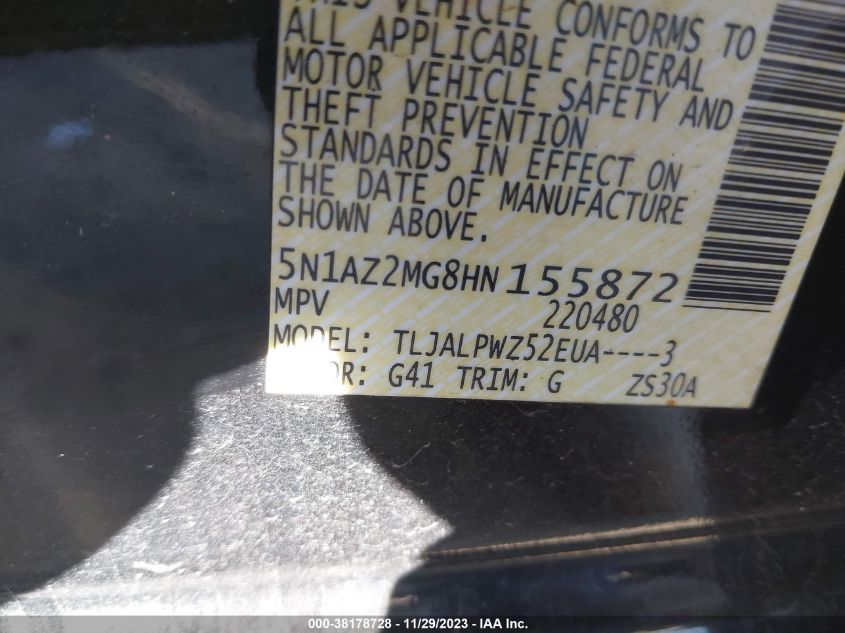 THIS VEHICLE CONFORMS TO
ALL APPLICABLE FEDERAL
MOTOR VEHICLE SAFETY AND
THEFT PREVENTION
STANDARDS IN EFFECT ON
THE DATE OF MANUFACTURE
SHOWN ABOVE.
5N1AZ2MG8HN155872
MPV 220480
MODEL: TLJALPWZ52EUA----3
G41 TRIM: G ZS30A
000-38178728 - 11/29/2023 - IAA Inc.